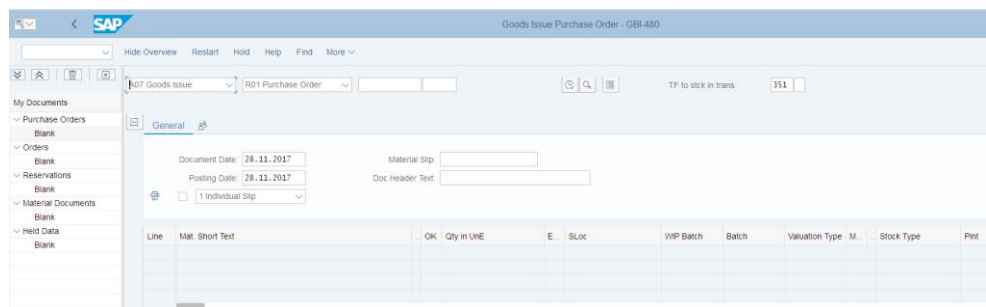 SAP
Goods Issue Purchase Order - GBI-480
Hide Overview Restart Hold Help Find More
A07 Goods Issue R01 Purchase Order TF to stck in trans. 351
My Documents
Purchase Orders
Blank
Orders
Blank
Reservations
Blank
Material Documents
Blank
Held Data
Blank
General
Document Date: 28.11.2017 Material Slip:
Posting Date: 28.11.2017 Doc.Header Text:
1 Individual Slip
Line Mat. Short Text ... OK Qty in UnE E... SLoc WIP Batch Batch Valuation Type M... ... Stock Type Plnt